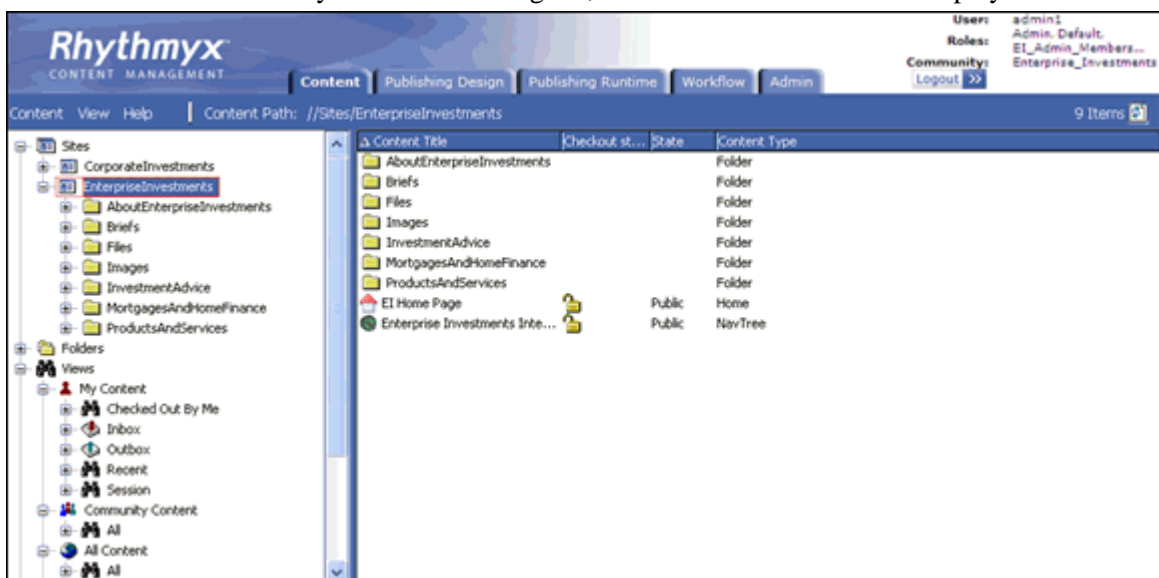 User: admin1
Roles: Admin, Default, EI_Admin_Members...
Community: Enterprise_Investments
Logout >>
Rhythmyx
CONTENT MANAGEMENT
Content Publishing Design Publishing Runtime Workflow Admin
Content View Help Content Path: //Sites/EnterpriseInvestments 9 Items
Sites
CorporateInvestments
EnterpriseInvestments
AboutEnterpriseInvestments
Briefs
Files
Images
InvestmentAdvice
MortgagesAndHomeFinance
ProductsAndServices
Folders
Views
My Content
Checked Out By Me
Inbox
Outbox
Recent
Session
Community Content
All
All Content
All
Content Title Checkout st... State Content Type
AboutEnterpriseInvestments Folder
Briefs Folder
Files Folder
Images Folder
InvestmentAdvice Folder
MortgagesAndHomeFinance Folder
ProductsAndServices Folder
EI Home Page Public Home
Enterprise Investments Inte... Public NavTree